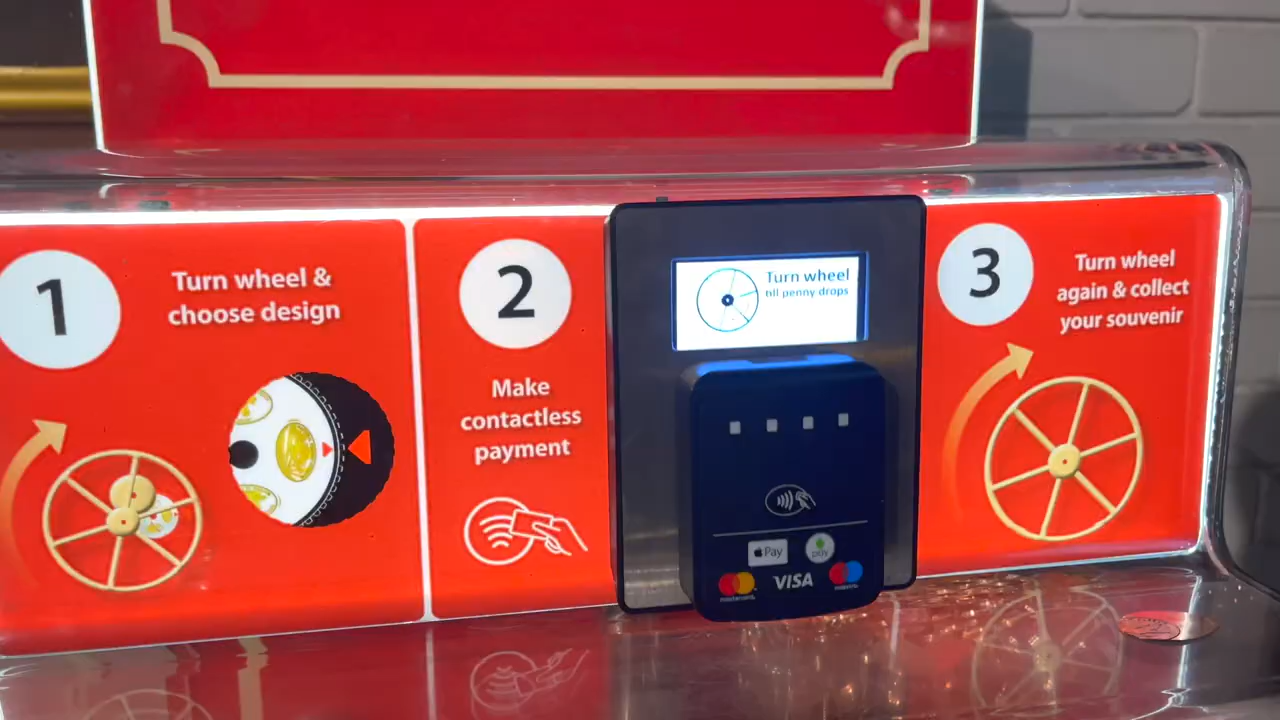 1
Turn wheel &
choose design
2
Make
contactless
payment
Turn wheel
till penny drops
Pay
pay
mastercard
VISA
maestro
3
Turn wheel
again & collect
your souvenir